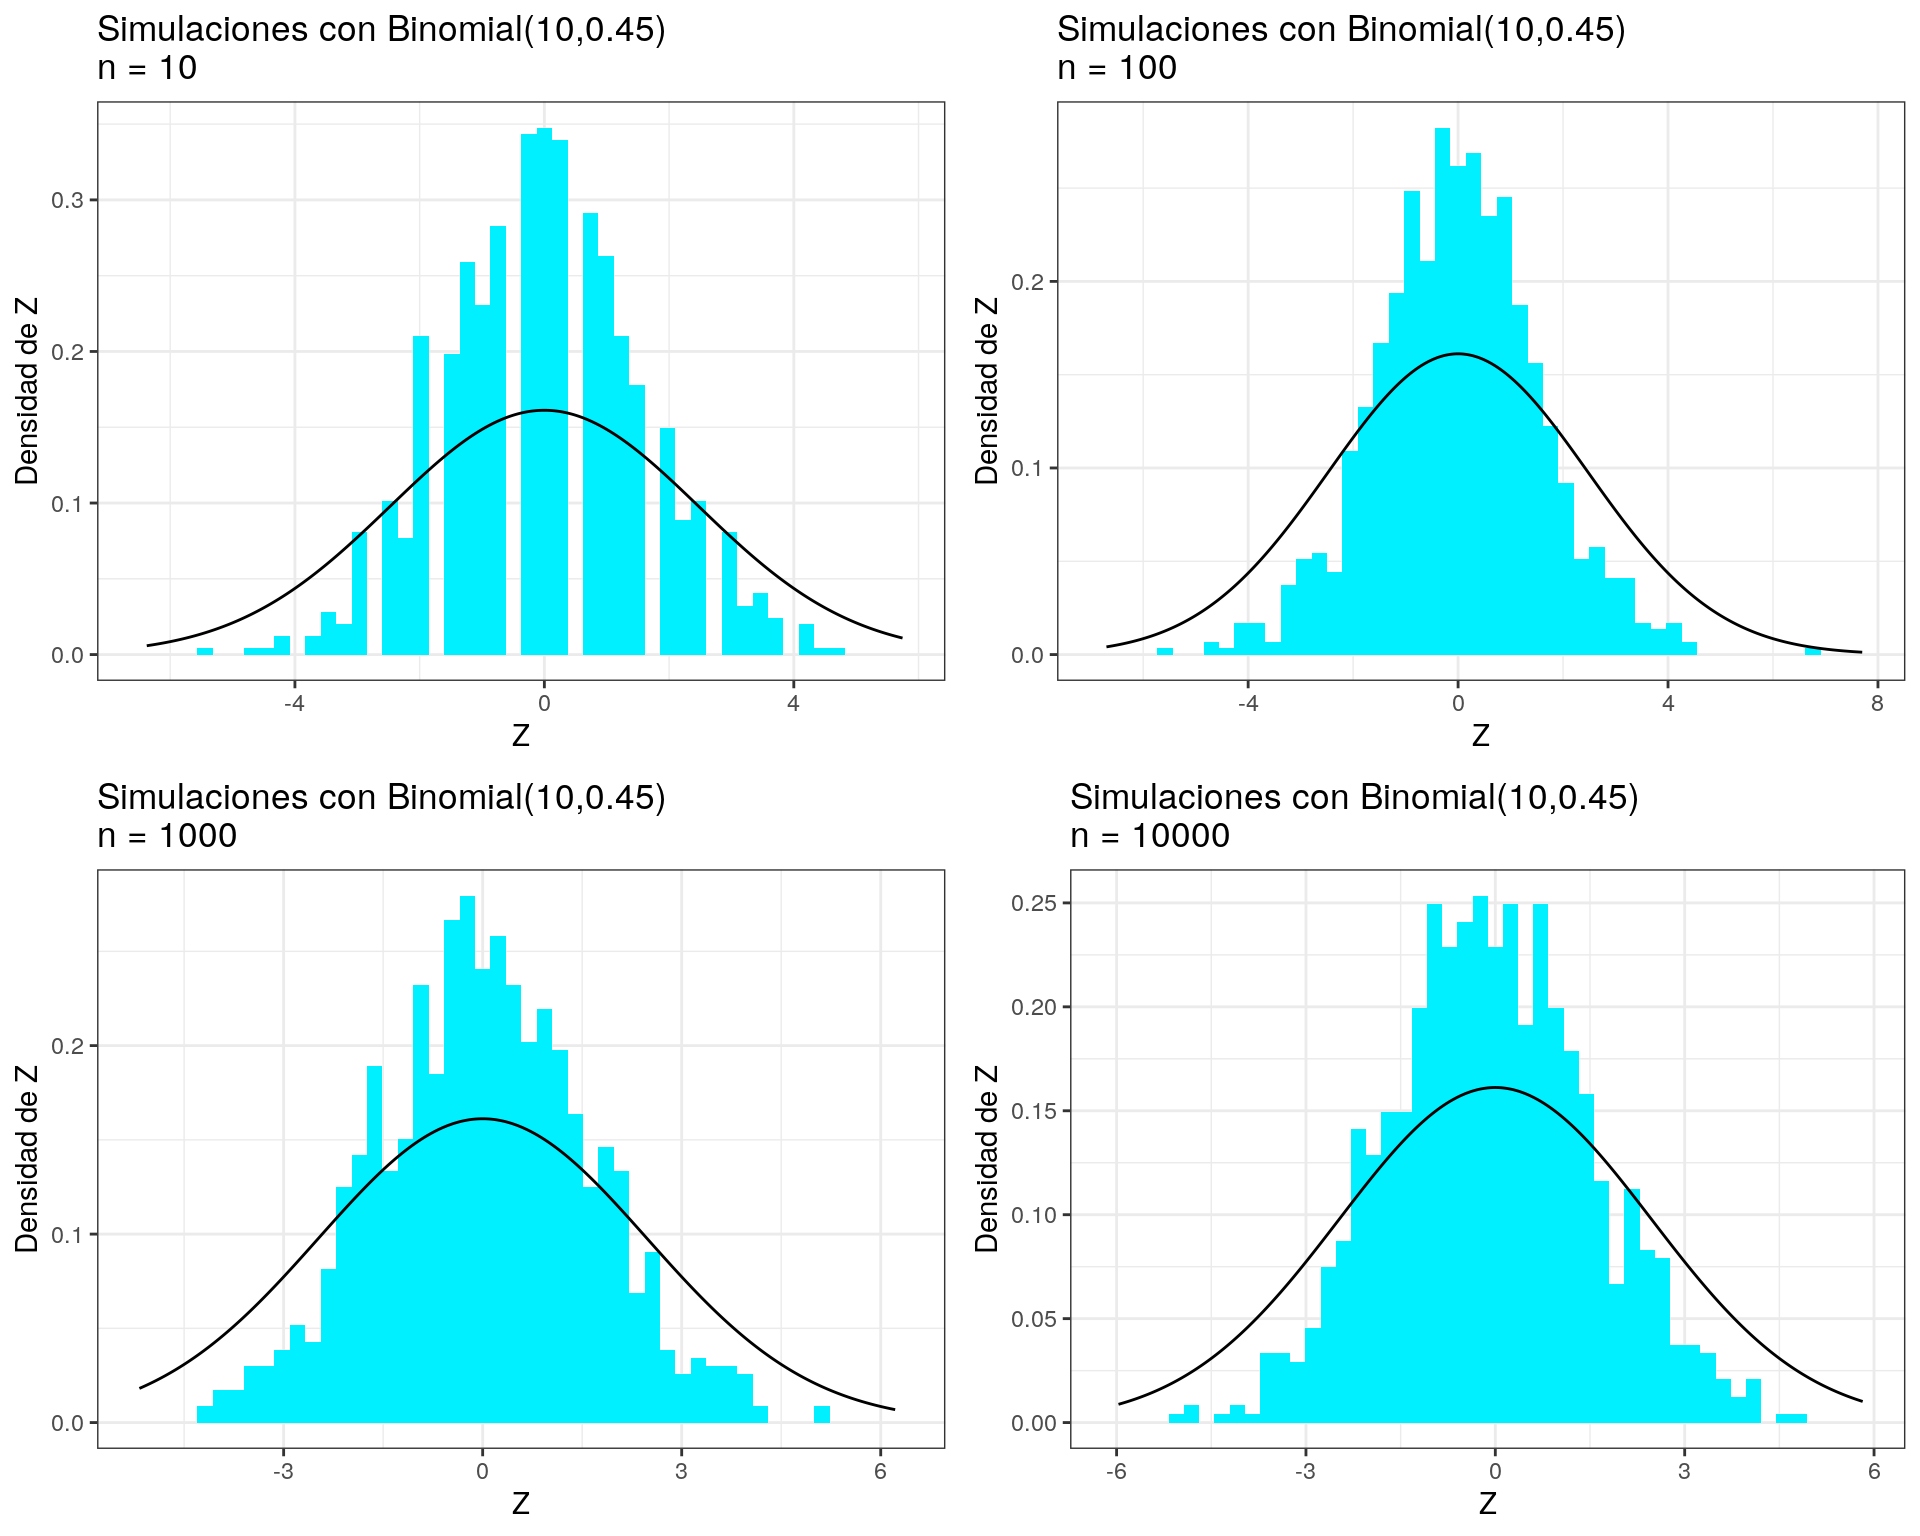 Simulaciones con Binomial(10,0.45)
n = 10
Densidad de Z
0.3
0.2
0.1
0.0
-4
0
4
Z
Simulaciones con Binomial(10,0.45)
n = 100
Densidad de Z
0.2
0.1
0.0
-4
0
4
8
Z
Simulaciones con Binomial(10,0.45)
n = 1000
Densidad de Z
0.2
0.1
0.0
-3
0
3
6
Z
Simulaciones con Binomial(10,0.45)
n = 10000
Densidad de Z
0.25
0.20
0.15
0.10
0.05
0.00
-6
-3
0
3
6
Z